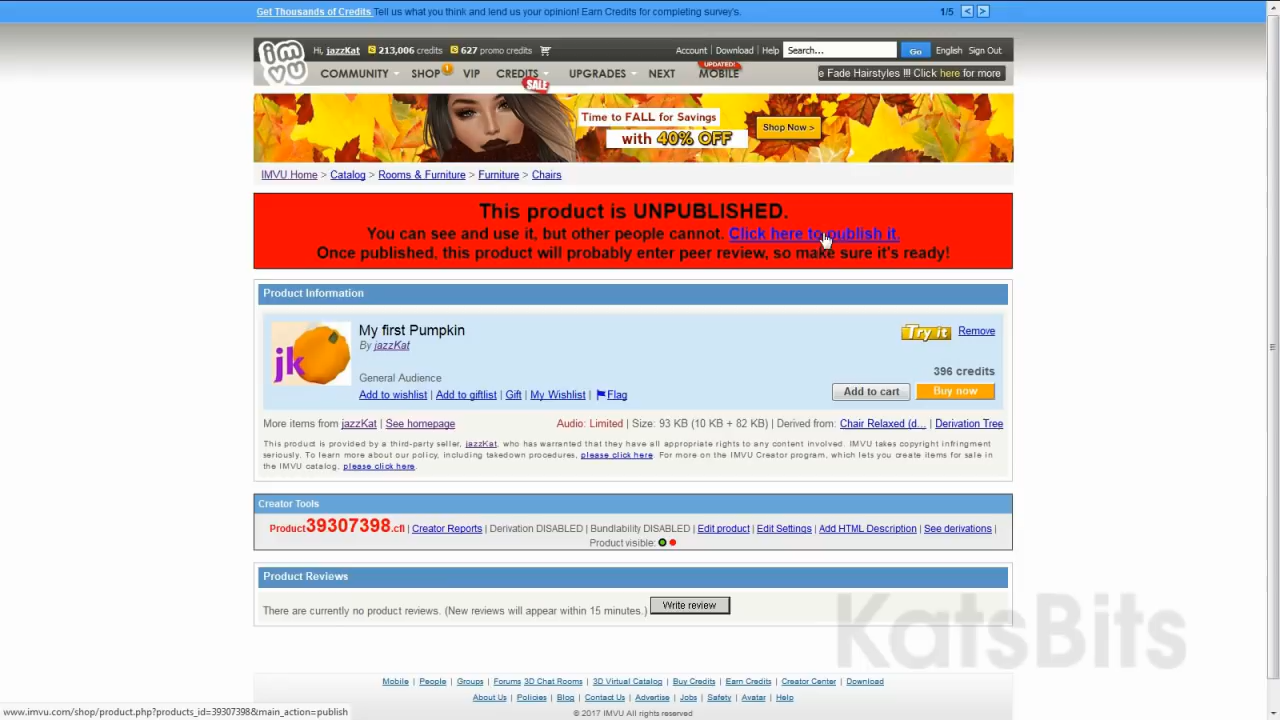 Get Thousands of Credits Tell us what you think and lend us your opinion! Earn Credits for completing survey's. 1/5 < >
imvu
Hi, jazzKat 213,006 credits 627 promo credits Account | Download | Help Search... Go English Sign Out
COMMUNITY SHOP VIP CREDITS UPGRADES NEXT MOBILE e Fade Hairstyles !!! Click here for more
UPDATED!
SALE
Time to FALL for Savings
with 40% OFF
Shop Now >
IMVU Home > Catalog > Rooms & Furniture > Furniture > Chairs
This product is UNPUBLISHED.
You can see and use it, but other people cannot. Click here to publish it.
Once published, this product will probably enter peer review, so make sure it's ready!
Product Information
jk
My first Pumpkin
By jazzKat
Try it Remove
396 credits
General Audience
Add to wishlist | Add to giftlist | Gift | My Wishlist | Flag
Add to cart Buy now
More items from jazzKat | See homepage Audio: Limited | Size: 93 KB (10 KB + 82 KB) | Derived from: Chair Relaxed (d... | Derivation Tree
This product is provided by a third-party seller, jazzKat, who has warranted that they have all appropriate rights to any content involved. IMVU takes copyright infringment
seriously. To learn more about our policy, including takedown procedures, please click here. For more on the IMVU Creator program, which lets you create items for sale in
the IMVU catalog, please click here.
Creator Tools
Product39307398.cfl | Creator Reports | Derivation DISABLED | Bundlability DISABLED | Edit product | Edit Settings | Add HTML Description | See derivations |
Product visible:
Product Reviews
There are currently no product reviews. (New reviews will appear within 15 minutes.) Write review
KatsBits
Mobile | People | Groups | Forums 3D Chat Rooms | 3D Virtual Catalog | Buy Credits | Earn Credits | Creator Center | Download
About Us | Policies | Blog | Contact Us | Advertise | Jobs | Safety | Avatar | Help
© 2017 IMVU All rights reserved
www.imvu.com/shop/product.php?products_id=39307398&main_action=publish